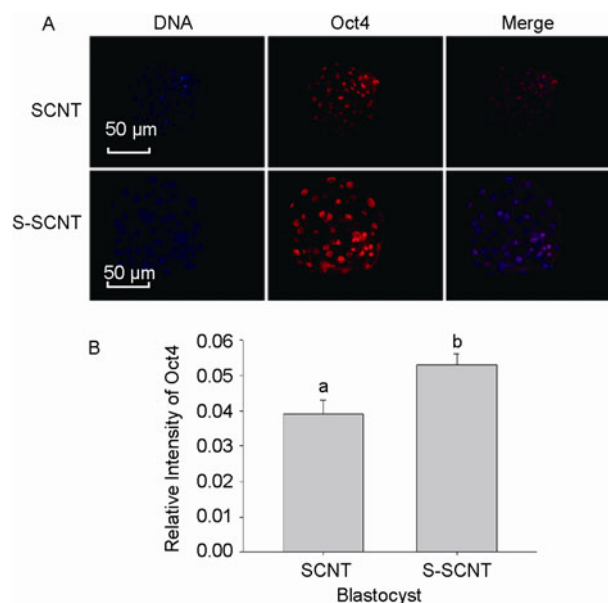 A
DNA Oct4 Merge
SCNT
50 µm
S-SCNT
50 µm
B
Relative Intensity of Oct4
0.06
0.05
0.04
0.03
0.02
0.01
0.00
a
b
SCNT S-SCNT
Blastocyst